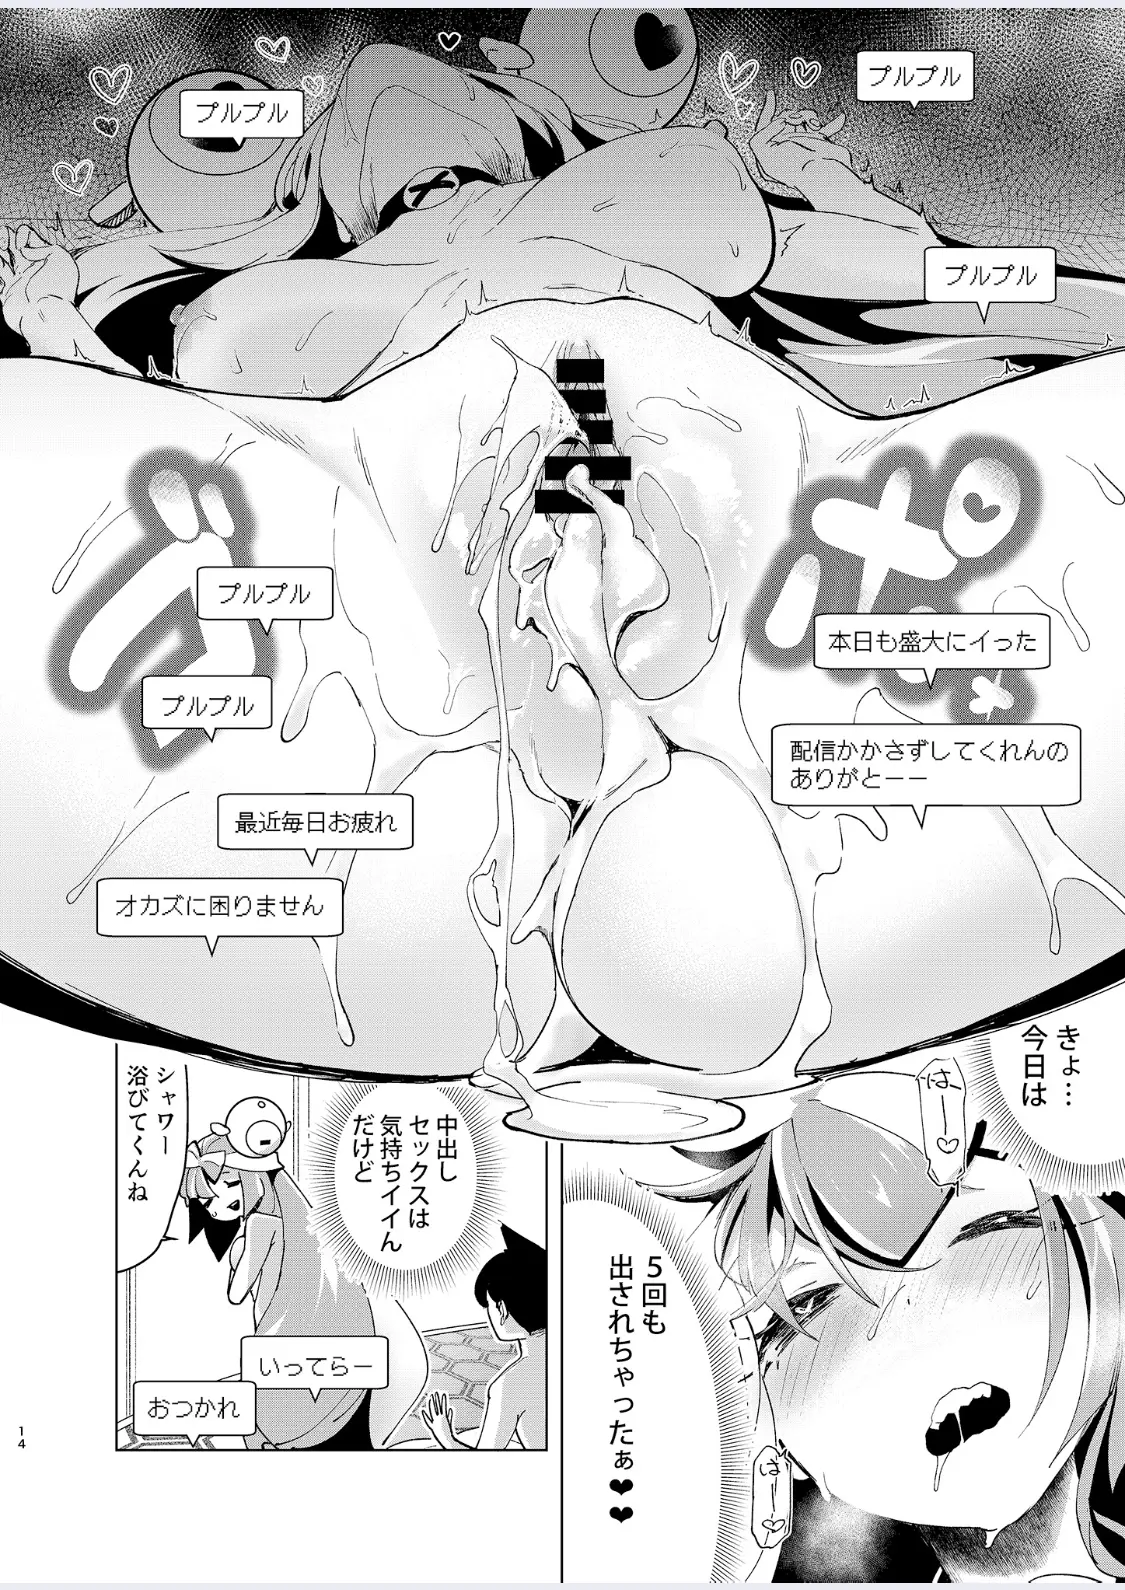 プルプル
プルプル
プルプル
プルプル
プルプル
本日も盛大にイった
配信かかさずしてくれんの
ありがとーー
最近毎日お疲れ
オカズに困りません
きょ…
今日は
はー♡
５回も
出されちゃったぁ❤❤
はー♡
中出し
セックスは
気持ちイイん
だけど
シャワー
浴びてくんね
いってらー
おつかれ
14